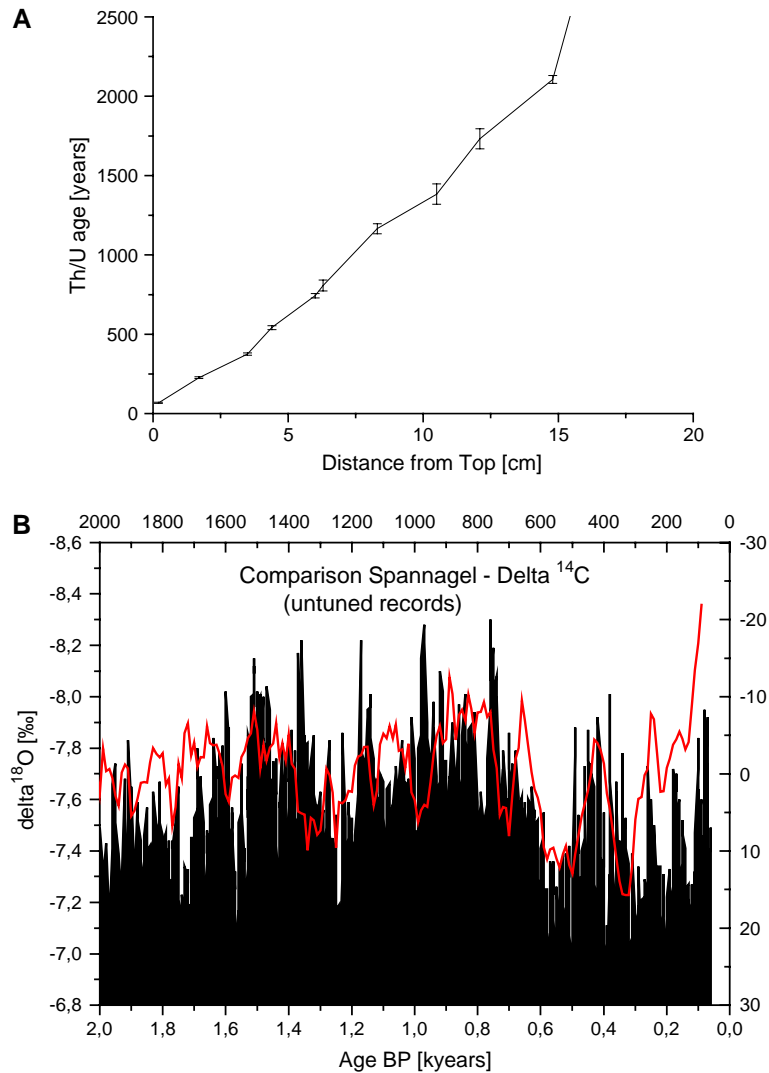 A
2500
2000
1500
1000
500
0
Th/U age [years]
0 5 10 15 20
Distance from Top [cm]
B
2000 1800 1600 1400 1200 1000 800 600 400 200 0
-8,6
-8,4
-8,2
-8,0
-7,8
-7,6
-7,4
-7,2
-7,0
-6,8
delta¹⁸O [‰]
Comparison Spannagel - Delta ¹⁴C
(untuned records)
-30
-20
-10
0
10
20
30
2,0 1,8 1,6 1,4 1,2 1,0 0,8 0,6 0,4 0,2 0,0
Age BP [kyears]